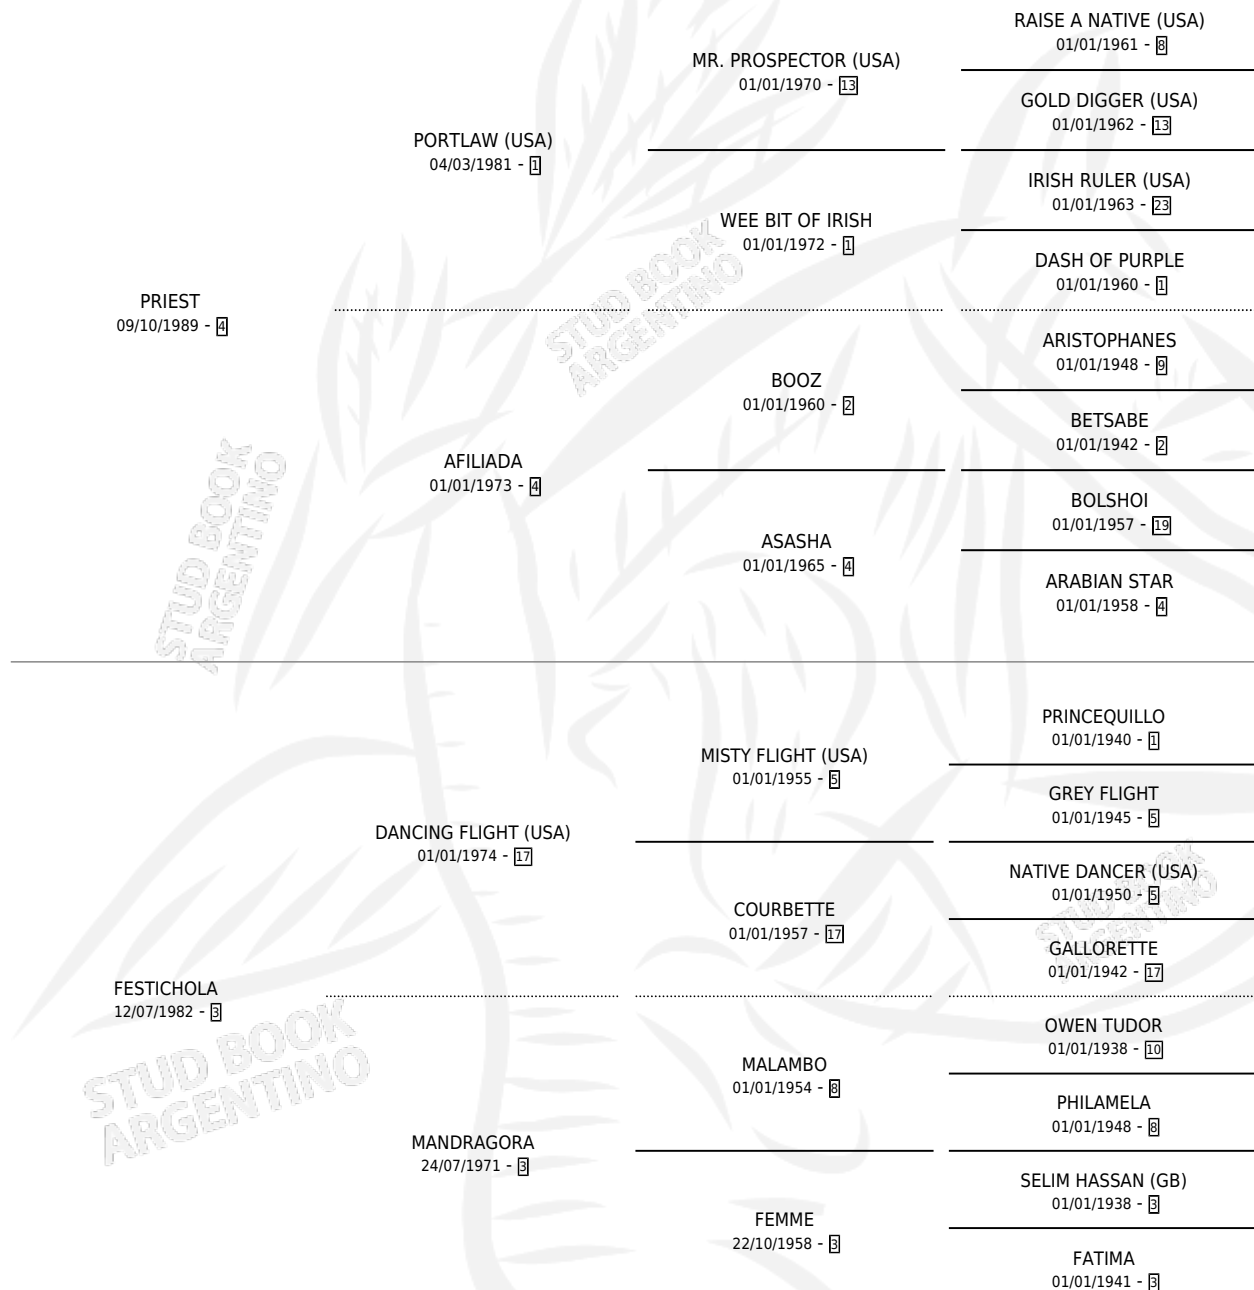 RAISE A NATIVE (USA)
01/01/1961 - 8
MR. PROSPECTOR (USA)
01/01/1970 - 13
GOLD DIGGER (USA)
01/01/1962 - 13
PORTLAW (USA)
04/03/1981 - 1
IRISH RULER (USA)
01/01/1963 - 23
WEE BIT OF IRISH
01/01/1972 - 1
DASH OF PURPLE
01/01/1960 - 1
PRIEST
09/10/1989 - 4
ARISTOPHANES
01/01/1948 - 9
BOOZ
01/01/1960 - 2
BETSABE
01/01/1942 - 2
AFILIADA
01/01/1973 - 4
BOLSHOI
01/01/1957 - 19
ASASHA
01/01/1965 - 4
ARABIAN STAR
01/01/1958 - 4
STUD BOOK
ARGENTINO
STUD BOOK
ARGENTINO
PRINCEQUILLO
01/01/1940 - 1
MISTY FLIGHT (USA)
01/01/1955 - 5
GREY FLIGHT
01/01/1945 - 5
DANCING FLIGHT (USA)
01/01/1974 - 17
NATIVE DANCER (USA)
01/01/1950 - 5
COURBETTE
01/01/1957 - 17
GALLORETTE
01/01/1942 - 17
STUD BOOK
ARGENTINO
FESTICHOLA
12/07/1982 - 3
OWEN TUDOR
01/01/1938 - 10
MALAMBO
01/01/1954 - 8
PHILAMELA
01/01/1948 - 8
STUD BOOK
ARGENTINO
MANDRAGORA
24/07/1971 - 3
SELIM HASSAN (GB)
01/01/1938 - 3
FEMME
22/10/1958 - 3
FATIMA
01/01/1941 - 3